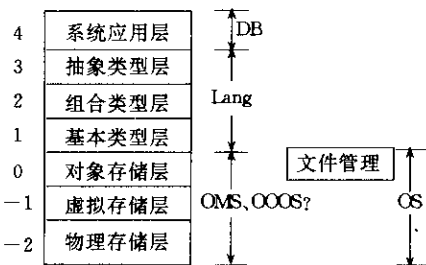 4 系统应用层 DB
3 抽象类型层
2 组合类型层 Lang
1 基本类型层
0 对象存储层 文件管理
-1 虚拟存储层 OMS、OOOS? OS
-2 物理存储层